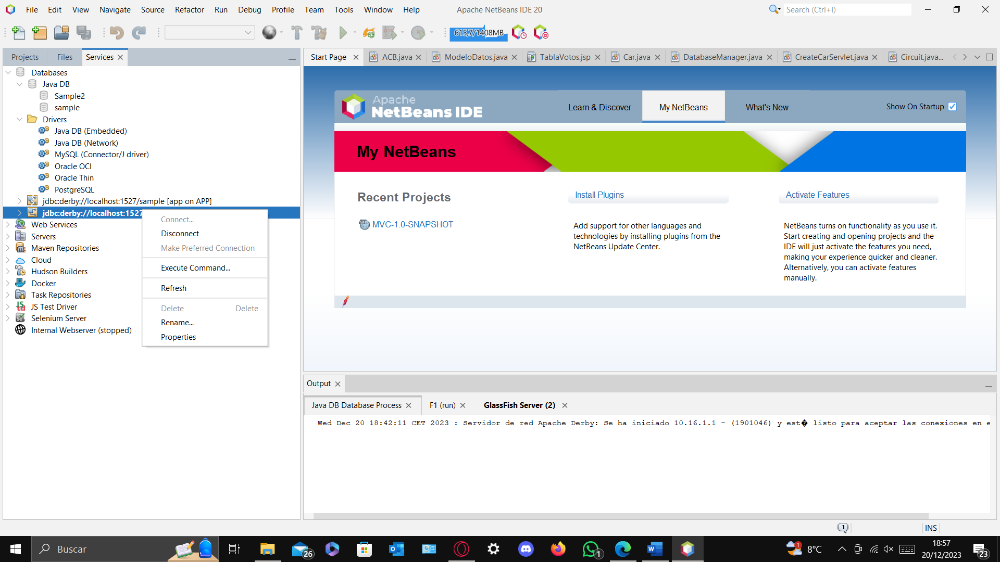 File Edit View Navigate Source Refactor Run Debug Profile Team Tools Window Help
Apache NetBeans IDE 20
Search (Ctrl+I)
615,7/1408MB
Projects Files Services
Start Page ACB.java ModeloDatos.java TablaVotos.jsp Car.java DatabaseManager.java CreateCarServlet.java Circuit.java...
Databases
Java DB
Sample2
sample
Drivers
Java DB (Embedded)
Java DB (Network)
MySQL (Connector/J driver)
Oracle OCI
Oracle Thin
PostgreSQL
jdbc:derby://localhost:1527/sample [app on APP]
jdbc:derby://localhost:1527
Web Services
Servers
Maven Repositories
Cloud
Hudson Builders
Docker
Task Repositories
JS Test Driver
Selenium Server
Internal Webserver (stopped)
Connect...
Disconnect
Make Preferred Connection
Execute Command...
Refresh
Delete Delete
Rename...
Properties
Apache
NetBeans IDE
Learn & Discover
My NetBeans
What's New
Show On Startup
My NetBeans
Recent Projects
MVC-1.0-SNAPSHOT
Install Plugins
Add support for other languages and
technologies by installing plugins from the
NetBeans Update Center.
Activate Features
NetBeans turns on functionality as you use it.
Start creating and opening projects and the
IDE will just activate the features you need,
making your experience quicker and cleaner.
Alternatively, you can activate features
manually.
Output
Java DB Database Process F1 (run) GlassFish Server (2)
Wed Dec 20 18:42:11 CET 2023 : Servidor de red Apache Derby: Se ha iniciado 10.16.1.1 - (1901046) y est� listo para aceptar las conexiones en e
1
INS
Buscar
26
1
1
8°C
18:57
20/12/2023
23